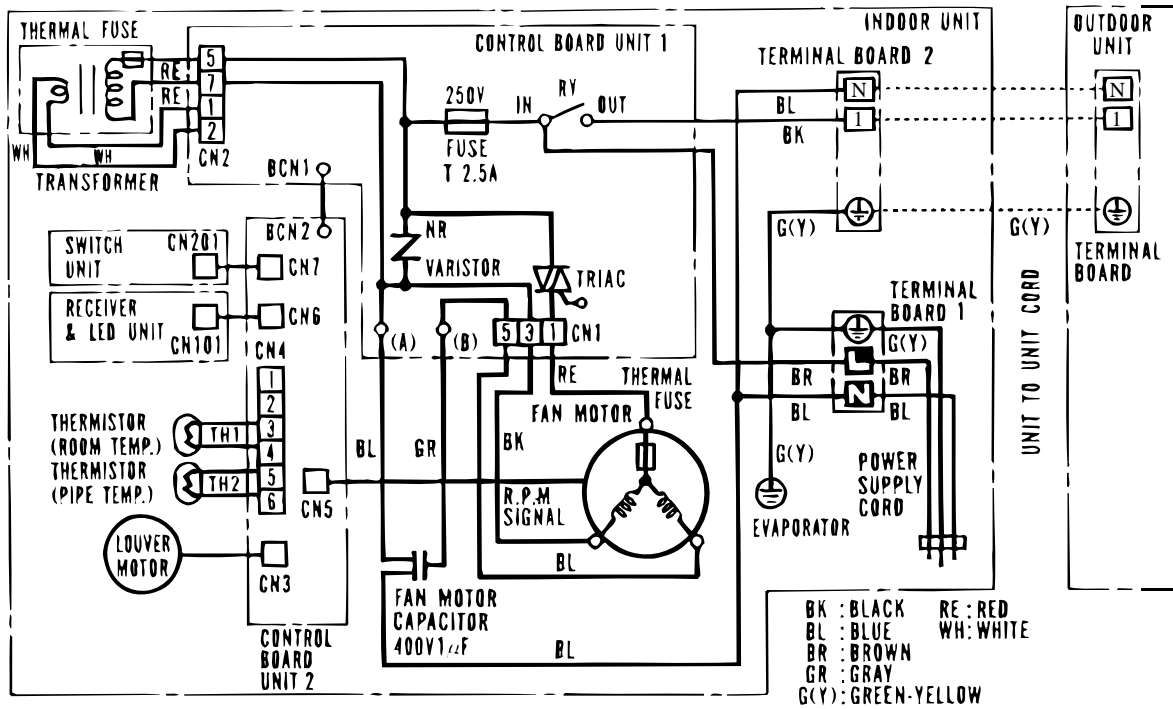 THERMAL FUSE
CONTROL BOARD UNIT 1
INDOOR UNIT
OUTDOOR
UNIT
TERMINAL BOARD 2
RE
RE
WH
WH
5
7
1
2
CN2
TRANSFORMER
250V
FUSE
T 2.5A
IN
RY
OUT
BL
BK
N
1
N
1
G(Y)
G(Y)
TERMINAL
BOARD
BCN1
BCN2
SWITCH
UNIT
CN201
CN7
RECEIVER
& LED UNIT
CN101
CN6
NR
VARISTOR
TRIAC
5
3
1
CN1
(A)
(B)
TERMINAL
BOARD 1
G(Y)
BR
BR
N
BL
BL
UNIT TO UNIT CORD
CN4
1
2
3
4
5
6
THERMISTOR
(ROOM TEMP.)
TH1
THERMISTOR
(PIPE TEMP.)
TH2
CN5
BL
GR
BK
RE
THERMAL
FUSE
FAN MOTOR
R.P.M
SIGNAL
BL
G(Y)
EVAPORATOR
POWER
SUPPLY
CORD
LOUVER
MOTOR
CN3
FAN MOTOR
CAPACITOR
400V1μF
BL
CONTROL
BOARD
UNIT 2
BK : BLACK
BL : BLUE
BR : BROWN
GR : GRAY
G(Y): GREEN-YELLOW
RE : RED
WH: WHITE